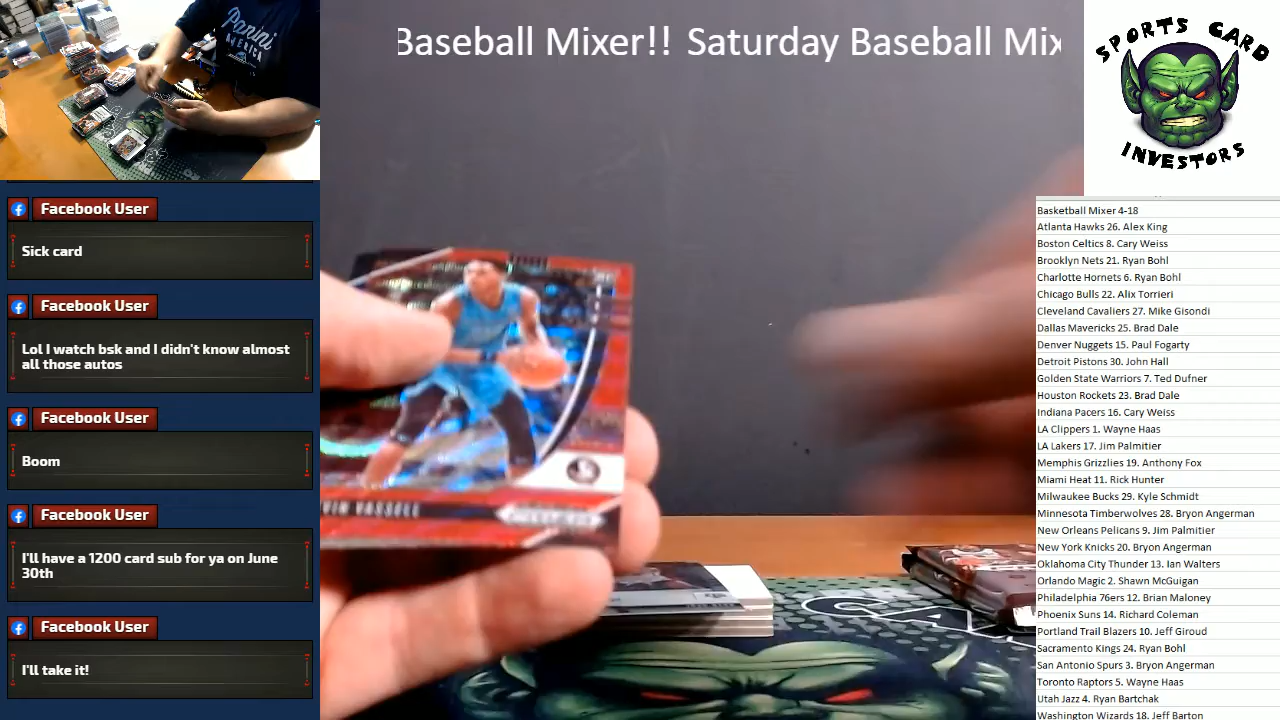 Baseball Mixer!! Saturday Baseball Mix
SPORTS CARD
INVESTORS
Panini
AMERICA
Facebook User
Sick card
Facebook User
Lol I watch bsk and I didn't know almost
all those autos
Facebook User
Boom
Facebook User
I'll have a 1200 card sub for ya on June
30th
Facebook User
I'll take it!
VIN VASSELL
Basketball Mixer 4-18
Atlanta Hawks 26. Alex King
Boston Celtics 8. Cary Weiss
Brooklyn Nets 21. Ryan Bohl
Charlotte Hornets 6. Ryan Bohl
Chicago Bulls 22. Alix Torrieri
Cleveland Cavaliers 27. Mike Gisondi
Dallas Mavericks 25. Brad Dale
Denver Nuggets 15. Paul Fogarty
Detroit Pistons 30. John Hall
Golden State Warriors 7. Ted Dufner
Houston Rockets 23. Brad Dale
Indiana Pacers 16. Cary Weiss
LA Clippers 1. Wayne Haas
LA Lakers 17. Jim Palmitier
Memphis Grizzlies 19. Anthony Fox
Miami Heat 11. Rick Hunter
Milwaukee Bucks 29. Kyle Schmidt
Minnesota Timberwolves 28. Bryon Angerman
New Orleans Pelicans 9. Jim Palmitier
New York Knicks 20. Bryon Angerman
Oklahoma City Thunder 13. Ian Walters
Orlando Magic 2. Shawn McGuigan
Philadelphia 76ers 12. Brian Maloney
Phoenix Suns 14. Richard Coleman
Portland Trail Blazers 10. Jeff Giroud
Sacramento Kings 24. Ryan Bohl
San Antonio Spurs 3. Bryon Angerman
Toronto Raptors 5. Wayne Haas
Utah Jazz 4. Ryan Bartchak
Washington Wizards 18. Jeff Barton